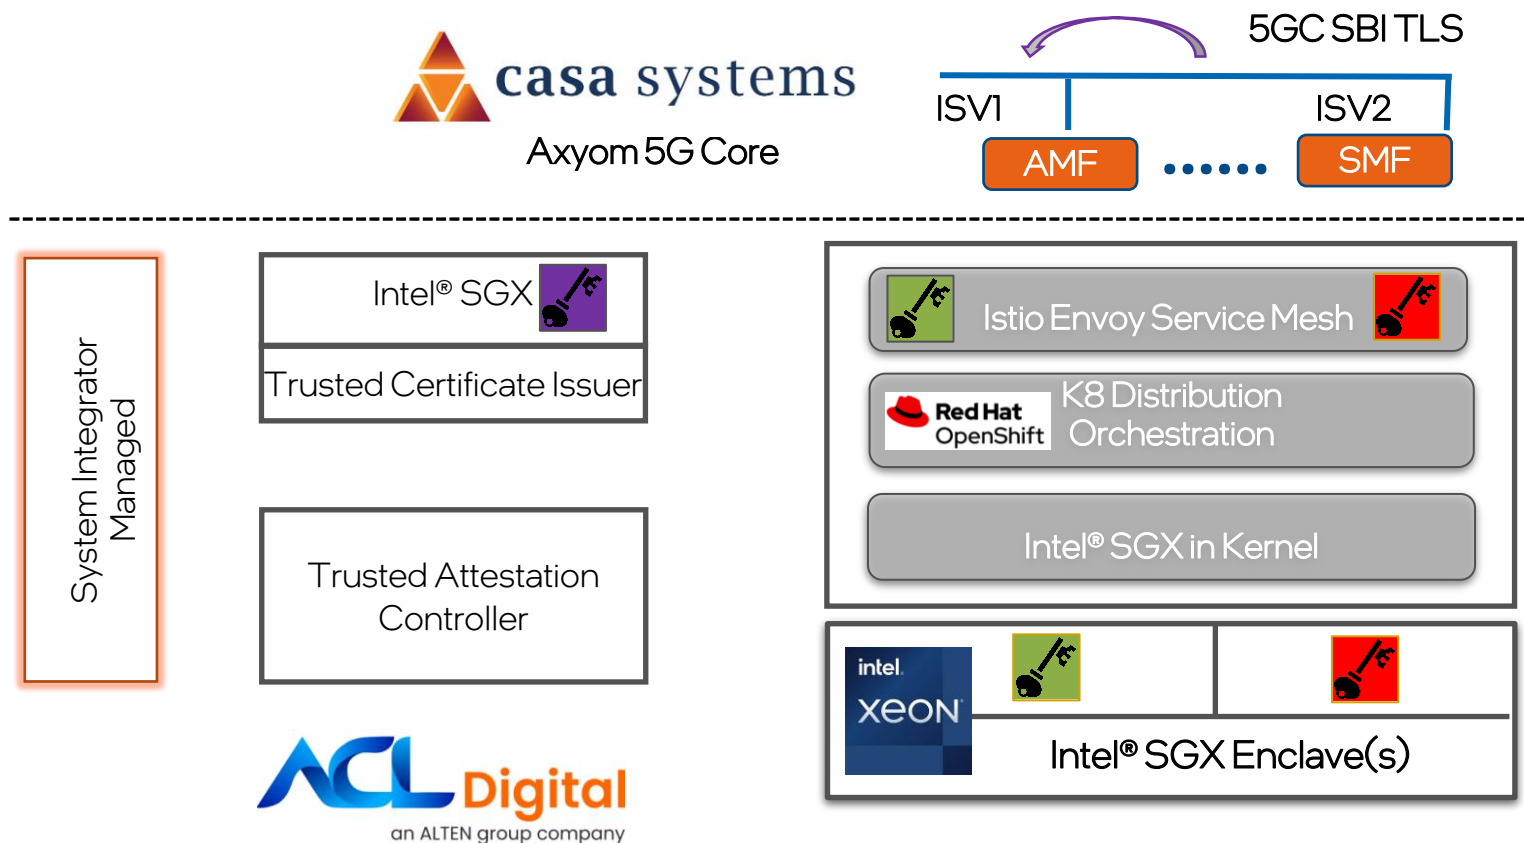 casa systems
Axyom 5G Core
5GC SBI TLS
ISV1
ISV2
AMF
SMF
System Integrator
Managed
Intel® SGX
Trusted Certificate Issuer
Trusted Attestation
Controller
ACL
Digital
an ALTEN group company
Istio Envoy Service Mesh
Red Hat
OpenShift
K8 Distribution
Orchestration
Intel® SGX in Kernel
intel.
xeon
Intel® SGX Enclave(s)